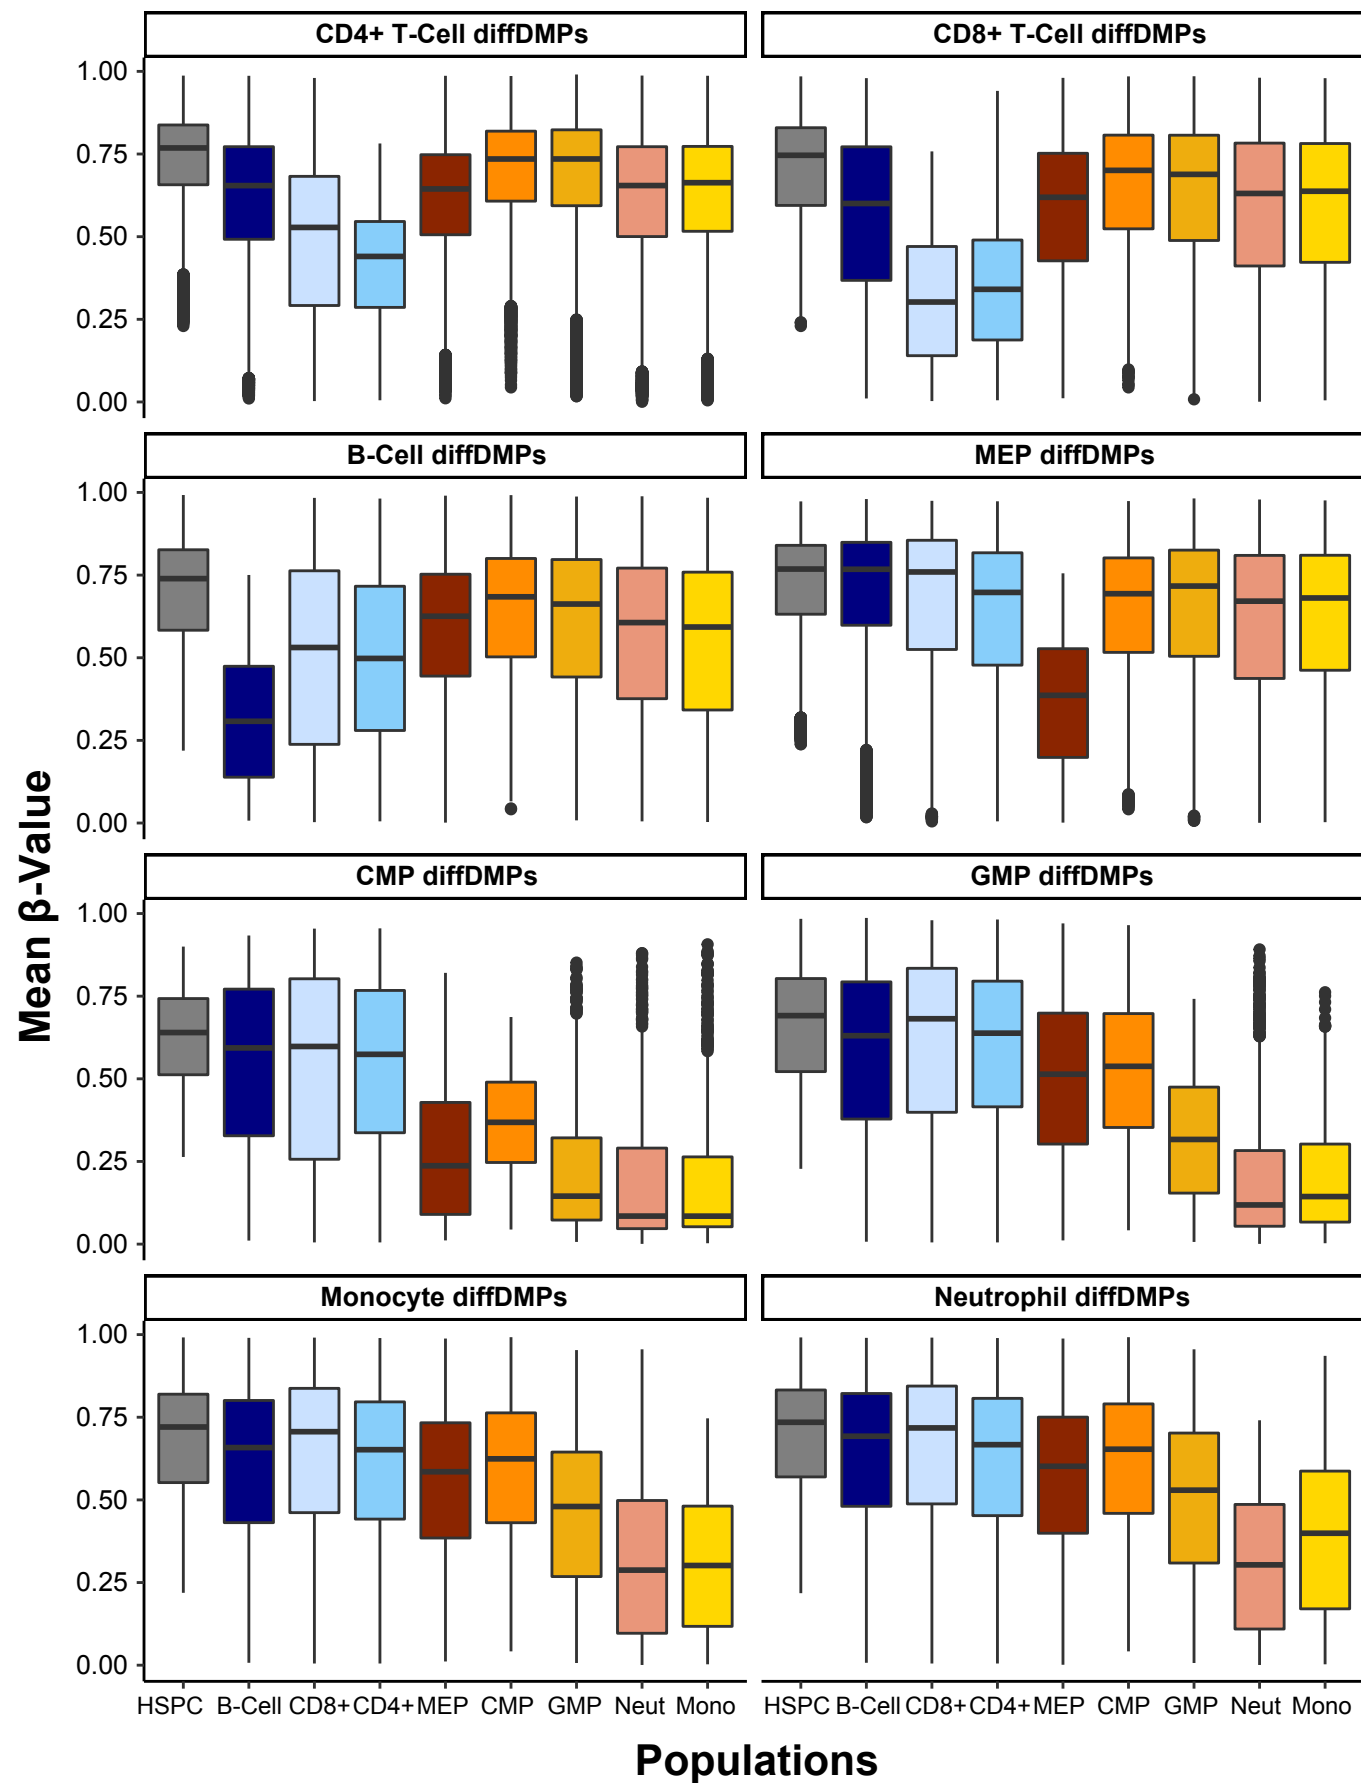 CD4+ T-Cell diffDMPs
CD8+ T-Cell diffDMPs
1.00
0.75
0.50
0.25
0.00
B-Cell diffDMPs
MEP diffDMPs
1.00
0.75
0.50
0.25
0.00
CMP diffDMPs
GMP diffDMPs
1.00
0.75
0.50
0.25
0.00
Monocyte diffDMPs
Neutrophil diffDMPs
1.00
0.75
0.50
0.25
0.00
Mean β-Value
HSPC B-Cell CD8+ CD4+ MEP CMP GMP Neut Mono
HSPC B-Cell CD8+ CD4+ MEP CMP GMP Neut Mono
Populations